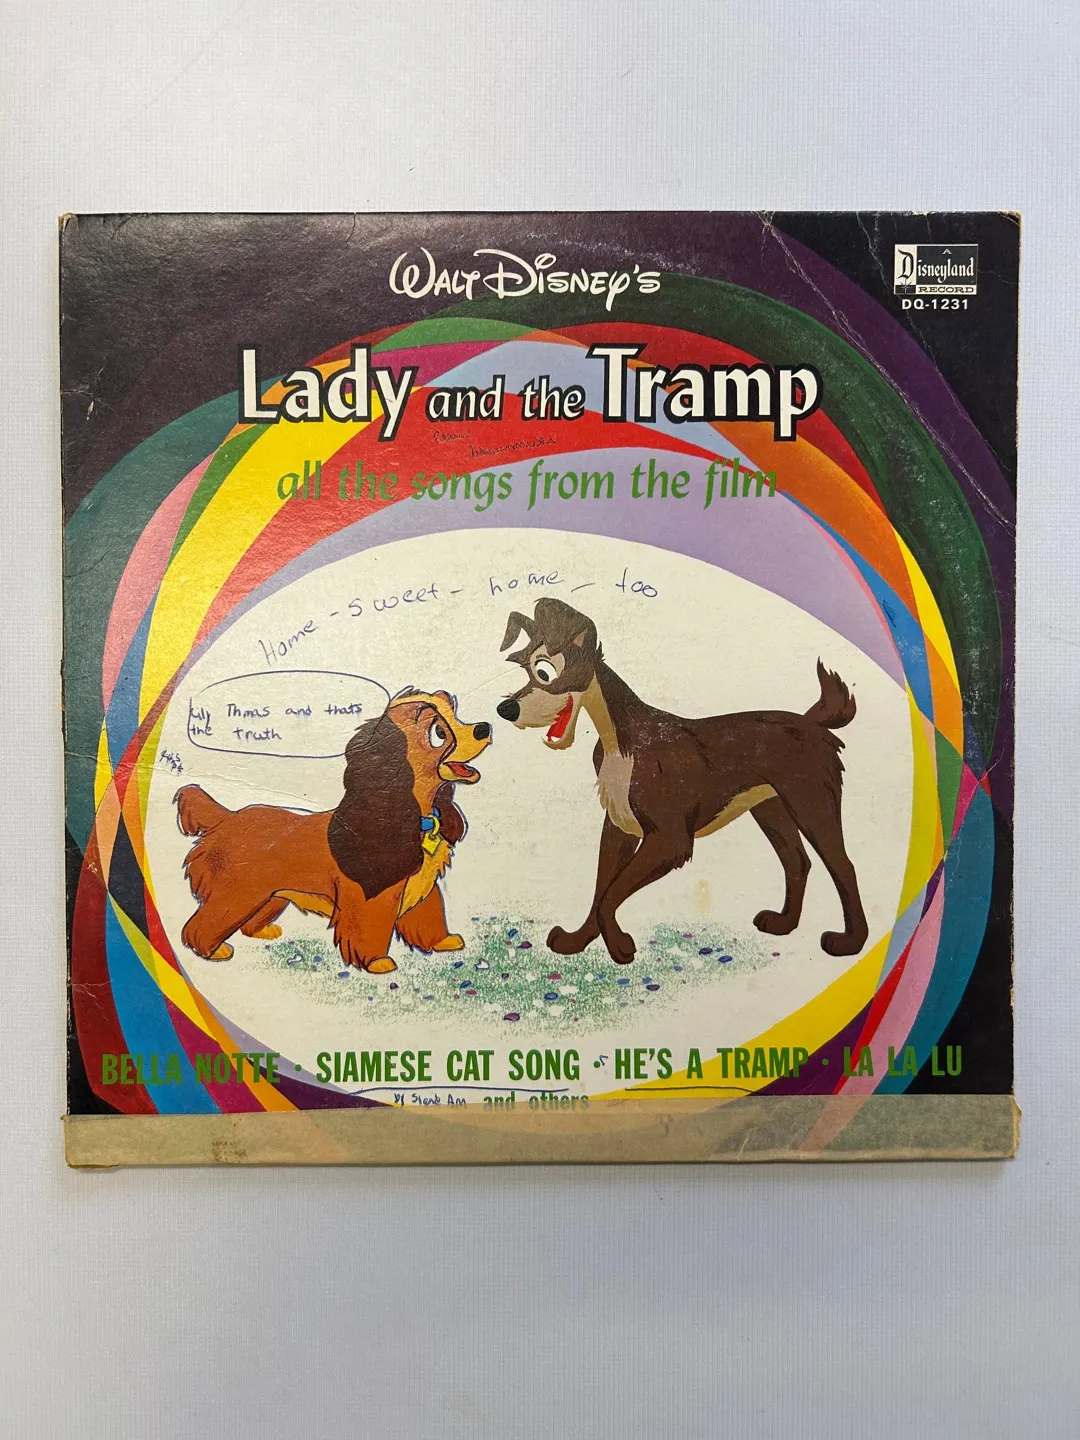 WALT DISNEY'S
A
Disneyland
RECORD
DQ-1231
Lady and the Tramp
all the songs from the film
Home - sweet - home - too
Thmas and thats
the truth
BELLA NOTTE • SIAMESE CAT SONG • HE'S A TRAMP • LA LA LU
and others